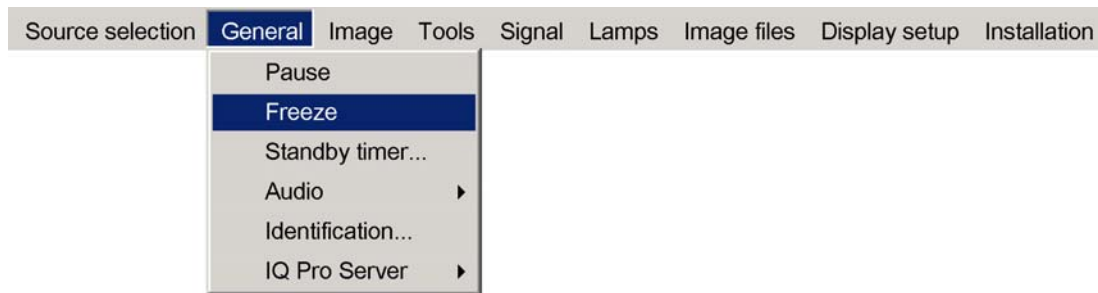 Source selection General Image Tools Signal Lamps Image files Display setup Installation
Pause
Freeze
Standby timer...
Audio
Identification...
IQ Pro Server